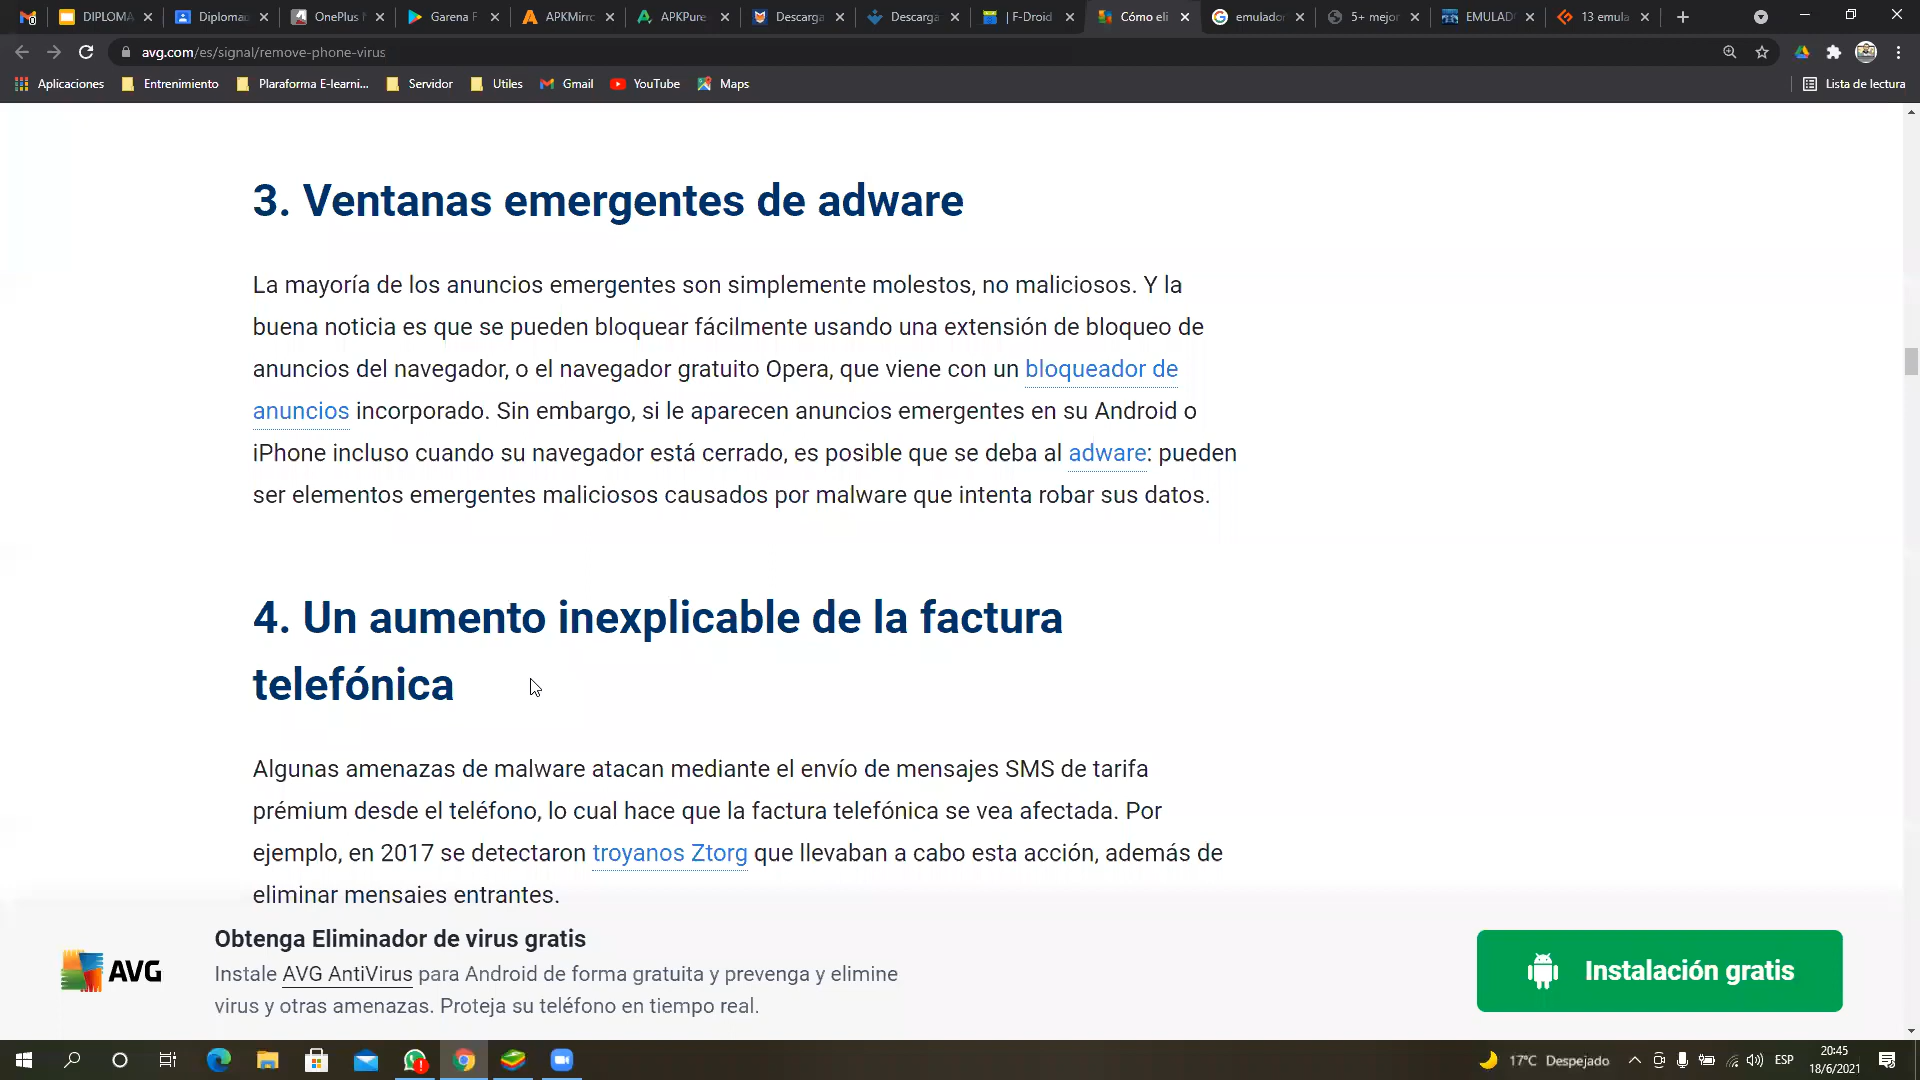 DIPLOMA
Diploma
OnePlus
Garena F
APKMirr
APKPure
Descarga
Descarga
| F-Droid
Cómo eli
emulado
5+ mejor
EMULAD
13 emula
avg.com/es/signal/remove-phone-virus
Aplicaciones
Entrenimiento
Plaraforma E-learni...
Servidor
Utiles
Gmail
YouTube
Maps
Lista de lectura
3. Ventanas emergentes de adware
La mayoría de los anuncios emergentes son simplemente molestos, no maliciosos. Y la
buena noticia es que se pueden bloquear fácilmente usando una extensión de bloqueo de
anuncios del navegador, o el navegador gratuito Opera, que viene con un bloqueador de
anuncios incorporado. Sin embargo, si le aparecen anuncios emergentes en su Android o
iPhone incluso cuando su navegador está cerrado, es posible que se deba al adware: pueden
ser elementos emergentes maliciosos causados por malware que intenta robar sus datos.
4. Un aumento inexplicable de la factura
telefónica
Algunas amenazas de malware atacan mediante el envío de mensajes SMS de tarifa
prémium desde el teléfono, lo cual hace que la factura telefónica se vea afectada. Por
ejemplo, en 2017 se detectaron troyanos Ztorg que llevaban a cabo esta acción, además de
eliminar mensajes entrantes.
AVG
Obtenga Eliminador de virus gratis
Instale AVG AntiVirus para Android de forma gratuita y prevenga y elimine
virus y otras amenazas. Proteja su teléfono en tiempo real.
Instalación gratis
17°C Despejado
ESP
20:45
18/6/2021